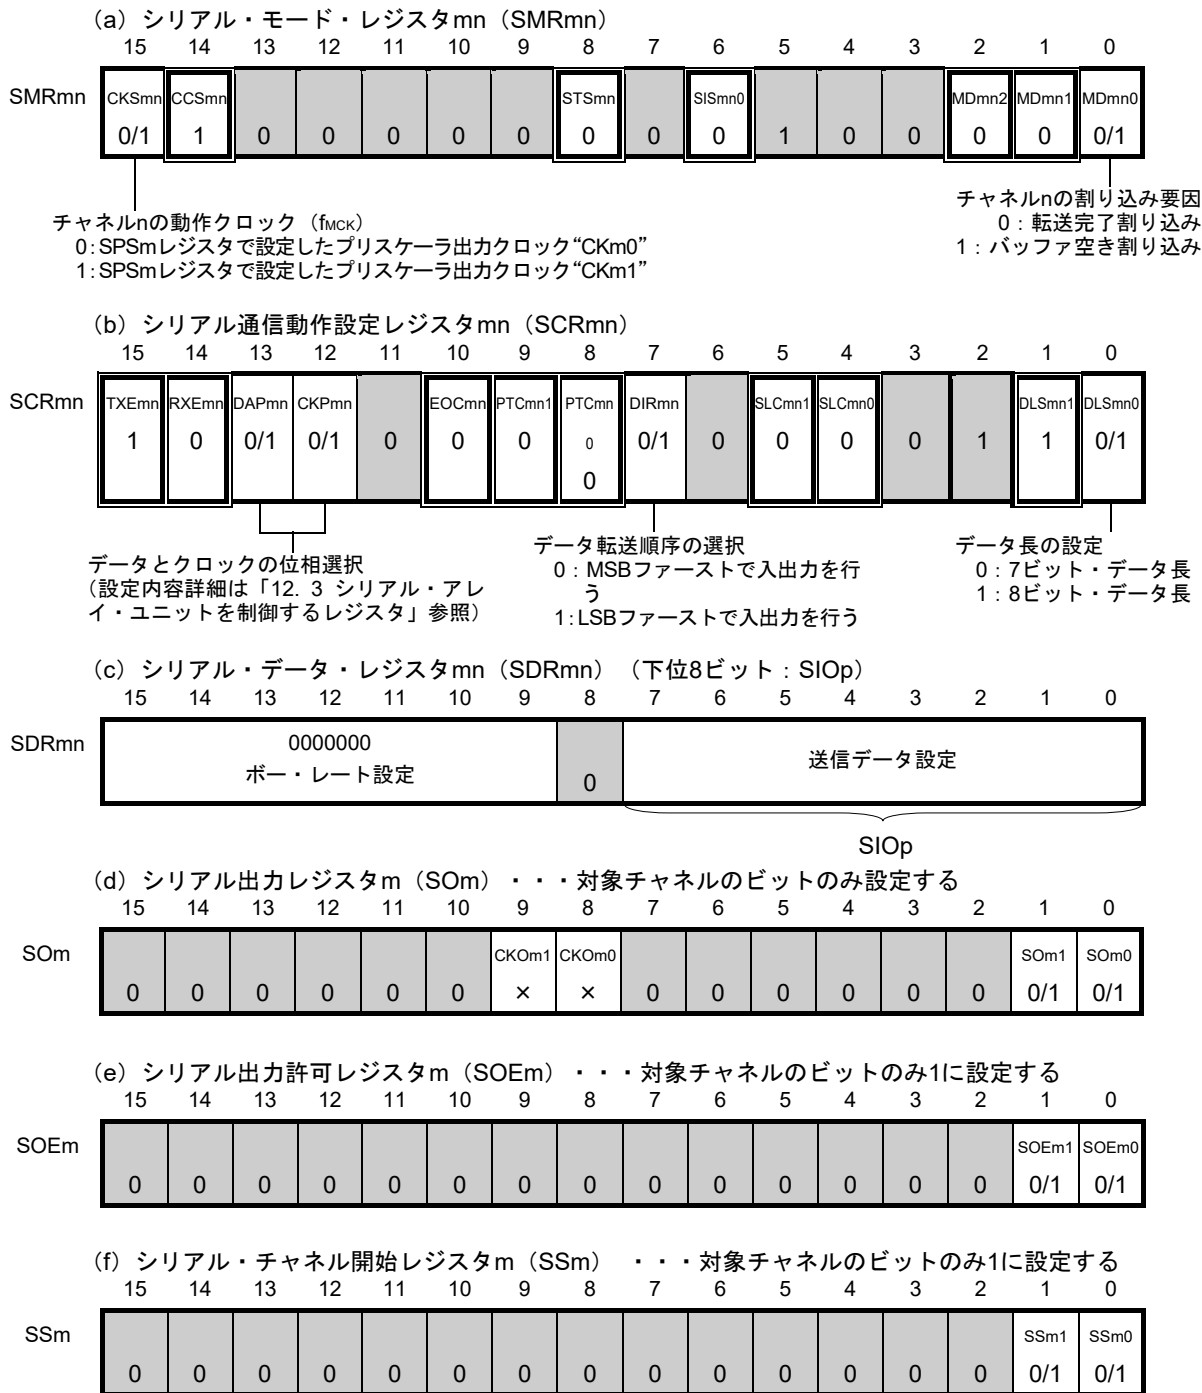 (a) シリアル・モード・レジスタmn（SMRmn）
15 14 13 12 11 10 9 8 7 6 5 4 3 2 1 0
SMRmn CKSmn CCSmn STSmn SISmn0 MDmn2 MDmn1 MDmn0
0/1 1 0 0 0 0 0 0 0 0 1 0 0 0 0 0/1
チャネルnの動作クロック（fMCK）
0：SPSmレジスタで設定したプリスケーラ出力クロック“CKm0”
1：SPSmレジスタで設定したプリスケーラ出力クロック“CKm1”
チャネルnの割り込み要因
0：転送完了割り込み
1：バッファ空き割り込み
(b) シリアル通信動作設定レジスタmn（SCRmn）
15 14 13 12 11 10 9 8 7 6 5 4 3 2 1 0
SCRmn TXEmn RXEmn DAPmn CKPmn EOCmn PTCmn1 PTCmn DIRmn SLCmn1 SLCmn0 DLSmn1 DLSmn0
1 0 0/1 0/1 0 0 0 0 0/1 0 0 0 0 1 1 0/1
0
データとクロックの位相選択
（設定内容詳細は「12. 3 シリアル・アレ
イ・ユニットを制御するレジスタ」参照）
データ転送順序の選択
0：MSBファーストで入出力を行
う
1：LSBファーストで入出力を行う
データ長の設定
0：7ビット・データ長
1：8ビット・データ長
(c) シリアル・データ・レジスタmn（SDRmn）（下位8ビット：SIOp）
15 14 13 12 11 10 9 8 7 6 5 4 3 2 1 0
SDRmn 0000000
ボー・レート設定 0 送信データ設定
SIOp
(d) シリアル出力レジスタm（SOm）・・・対象チャネルのビットのみ設定する
15 14 13 12 11 10 9 8 7 6 5 4 3 2 1 0
SOm CKOm1 CKOm0 SOm1 SOm0
0 0 0 0 0 0 × × 0 0 0 0 0 0 0/1 0/1
(e) シリアル出力許可レジスタm（SOEm）・・・対象チャネルのビットのみ1に設定する
15 14 13 12 11 10 9 8 7 6 5 4 3 2 1 0
SOEm SOEm1 SOEm0
0 0 0 0 0 0 0 0 0 0 0 0 0 0 0/1 0/1
(f) シリアル・チャネル開始レジスタm（SSm） ・・・対象チャネルのビットのみ1に設定する
15 14 13 12 11 10 9 8 7 6 5 4 3 2 1 0
SSm SSm1 SSm0
0 0 0 0 0 0 0 0 0 0 0 0 0 0 0/1 0/1